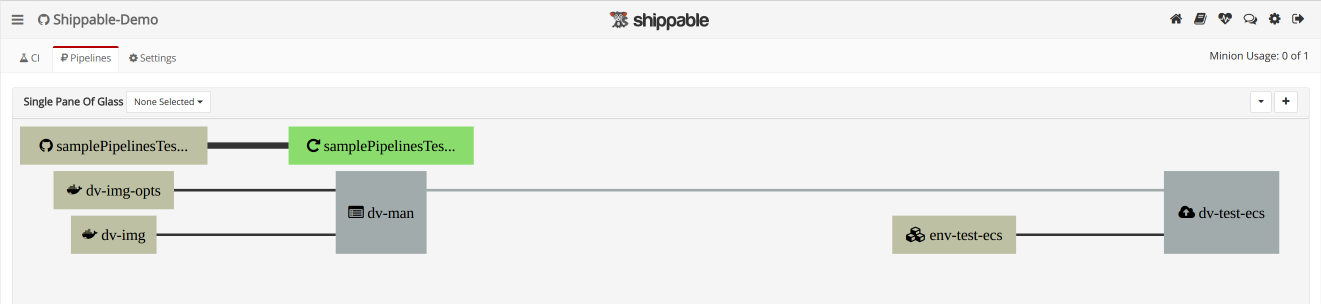 Shippable-Demo
shippable
CI
Pipelines
Settings
Minion Usage: 0 of 1
Single Pane Of Glass
None Selected
samplePipelinesTes...
samplePipelinesTes...
dv-img-opts
dv-man
dv-test-ecs
dv-img
env-test-ecs